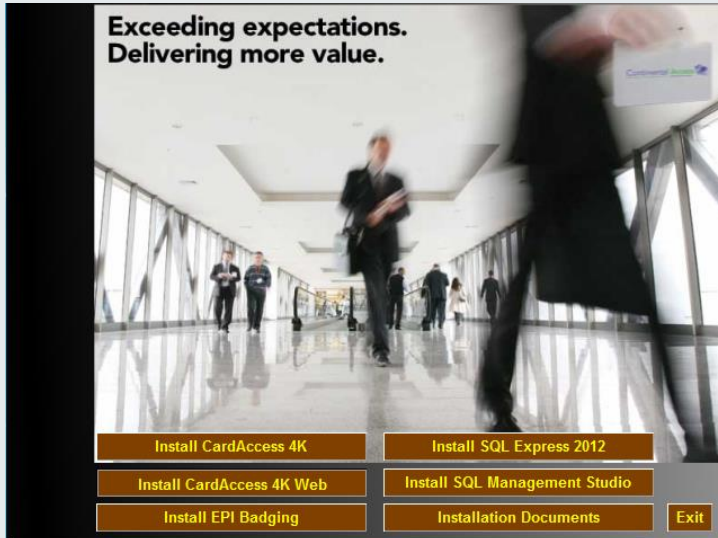 Exceeding expectations.
Delivering more value.
Continental Access
Install CardAccess 4K
Install SQL Express 2012
Install CardAccess 4K Web
Install SQL Management Studio
Install EPI Badging
Installation Documents
Exit